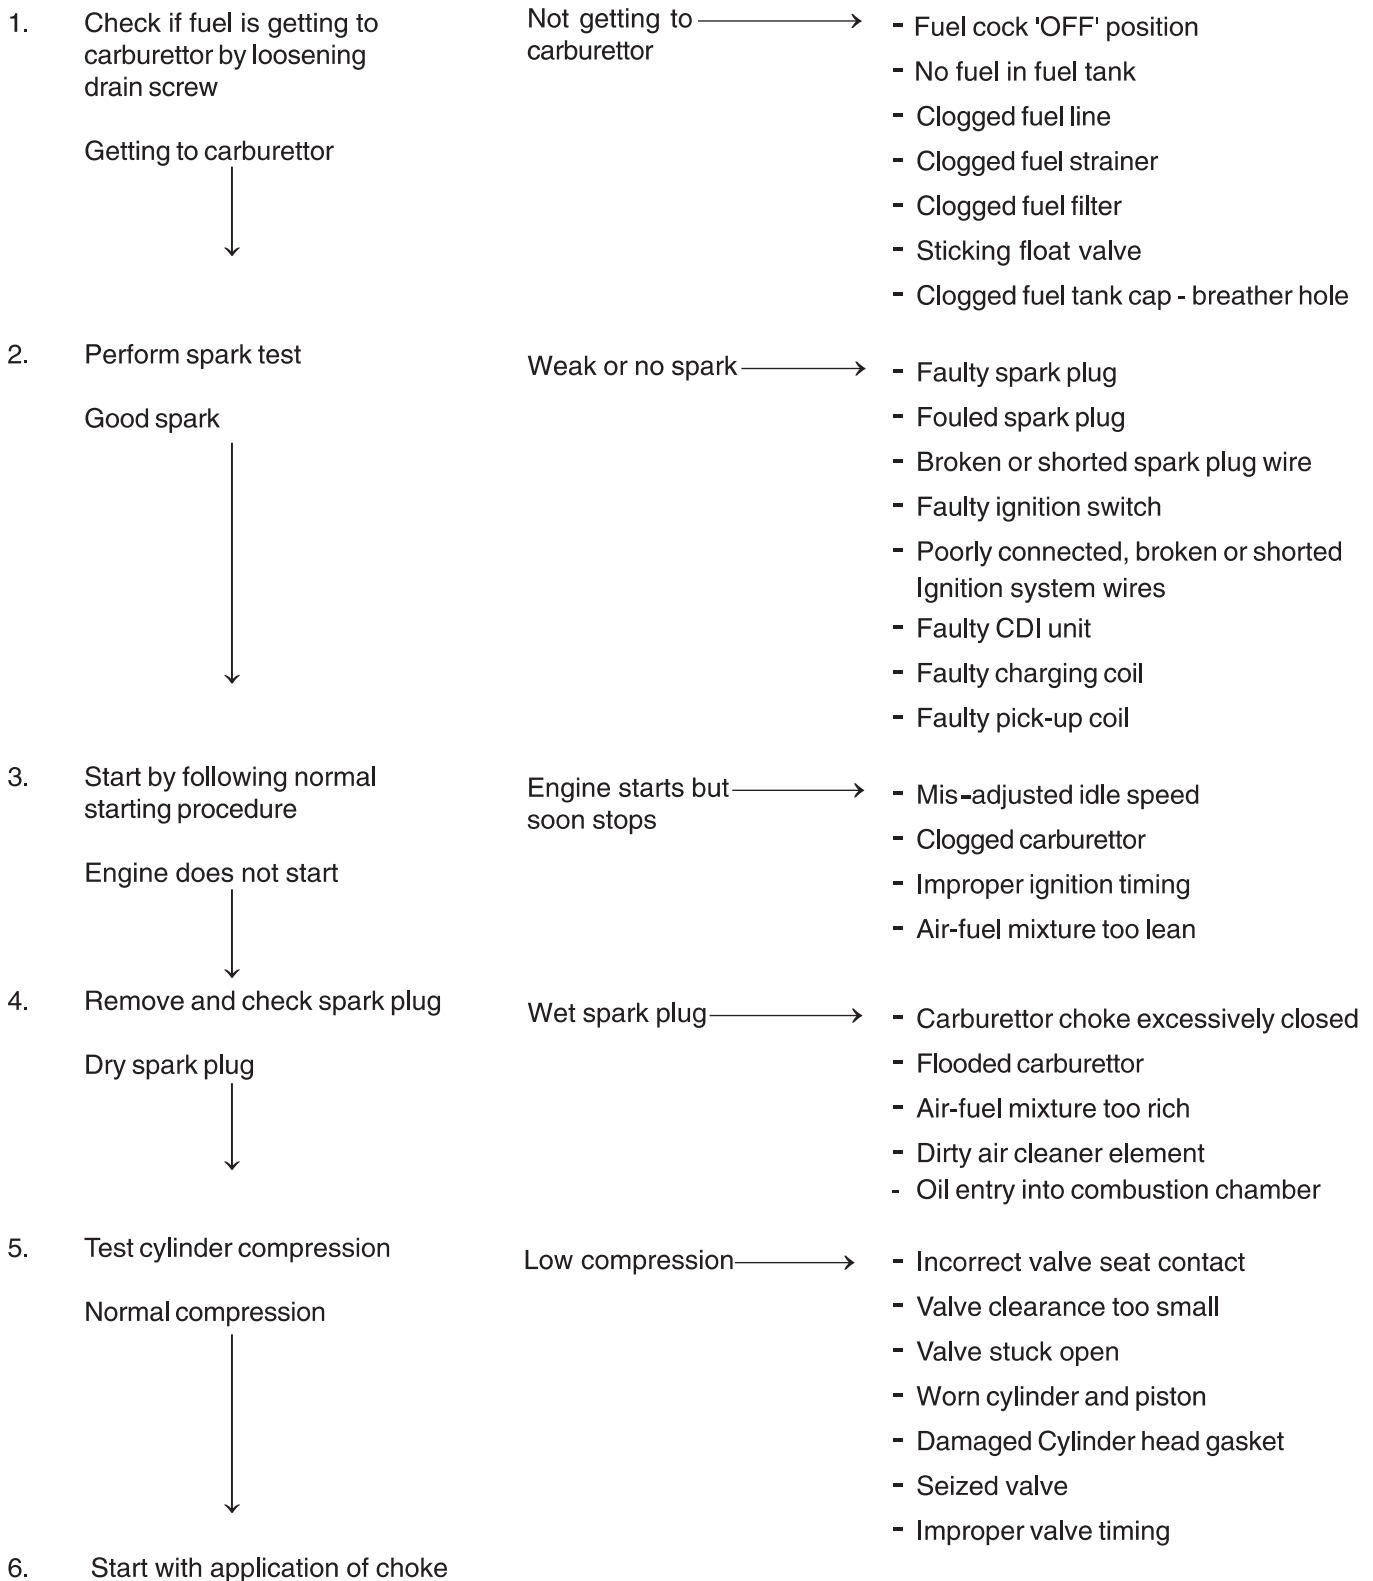 1. Check if fuel is getting to
carburettor by loosening
drain screw
Getting to carburettor
Not getting to
carburettor
- Fuel cock 'OFF' position
- No fuel in fuel tank
- Clogged fuel line
- Clogged fuel strainer
- Clogged fuel filter
- Sticking float valve
- Clogged fuel tank cap - breather hole
2. Perform spark test
Good spark
Weak or no spark
- Faulty spark plug
- Fouled spark plug
- Broken or shorted spark plug wire
- Faulty ignition switch
- Poorly connected, broken or shorted
Ignition system wires
- Faulty CDI unit
- Faulty charging coil
- Faulty pick-up coil
3. Start by following normal
starting procedure
Engine does not start
Engine starts but
soon stops
- Mis-adjusted idle speed
- Clogged carburettor
- Improper ignition timing
- Air-fuel mixture too lean
4. Remove and check spark plug
Dry spark plug
Wet spark plug
- Carburettor choke excessively closed
- Flooded carburettor
- Air-fuel mixture too rich
- Dirty air cleaner element
- Oil entry into combustion chamber
5. Test cylinder compression
Normal compression
Low compression
- Incorrect valve seat contact
- Valve clearance too small
- Valve stuck open
- Worn cylinder and piston
- Damaged Cylinder head gasket
- Seized valve
- Improper valve timing
6. Start with application of choke